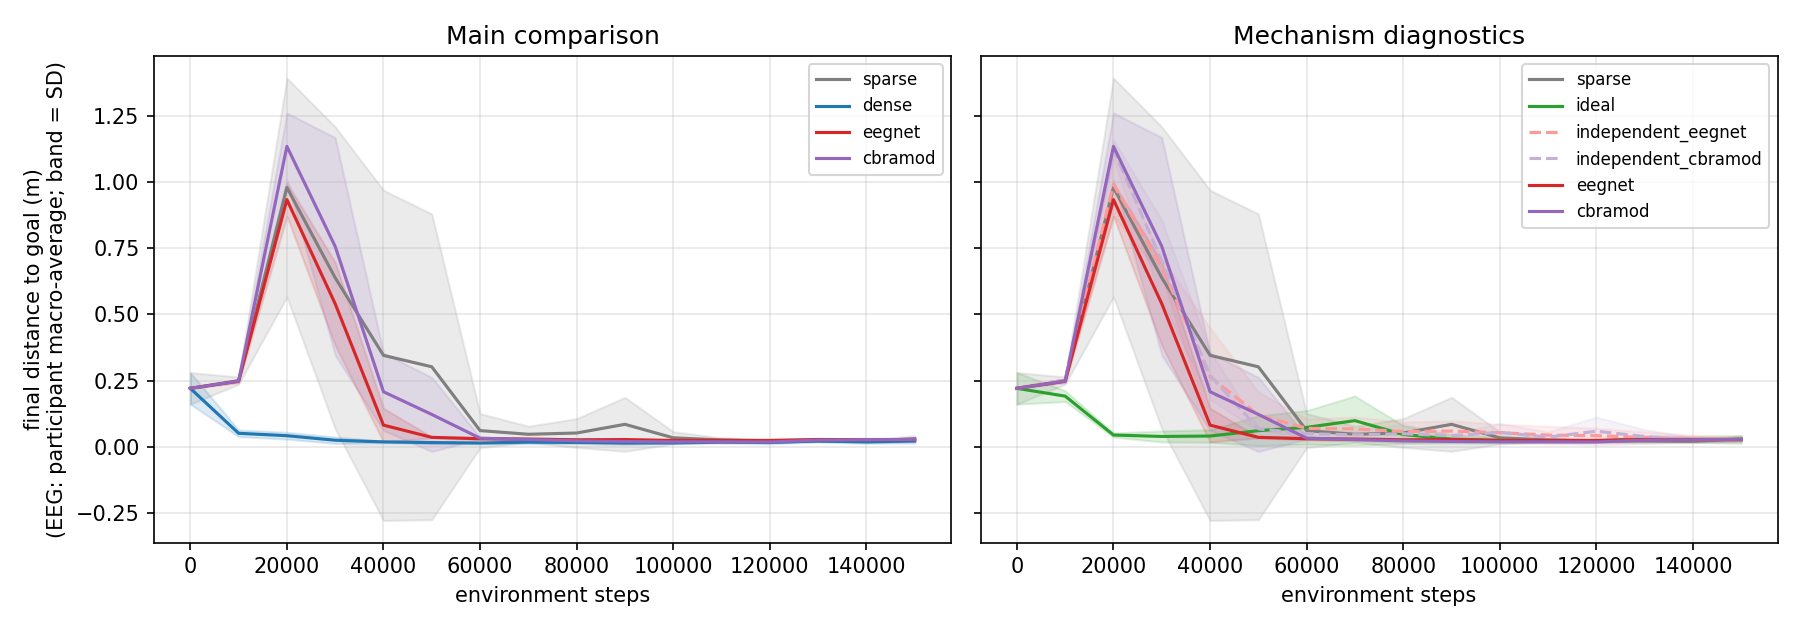 Main comparison
final distance to goal (m)
(EEG: participant macro-average; band = SD)
1.25
1.00
0.75
0.50
0.25
0.00
−0.25
sparse
dense
eegnet
cbramod
0 20000 40000 60000 80000 100000 120000 140000
environment steps
Mechanism diagnostics
sparse
ideal
independent_eegnet
independent_cbramod
eegnet
cbramod
0 20000 40000 60000 80000 100000 120000 140000
environment steps